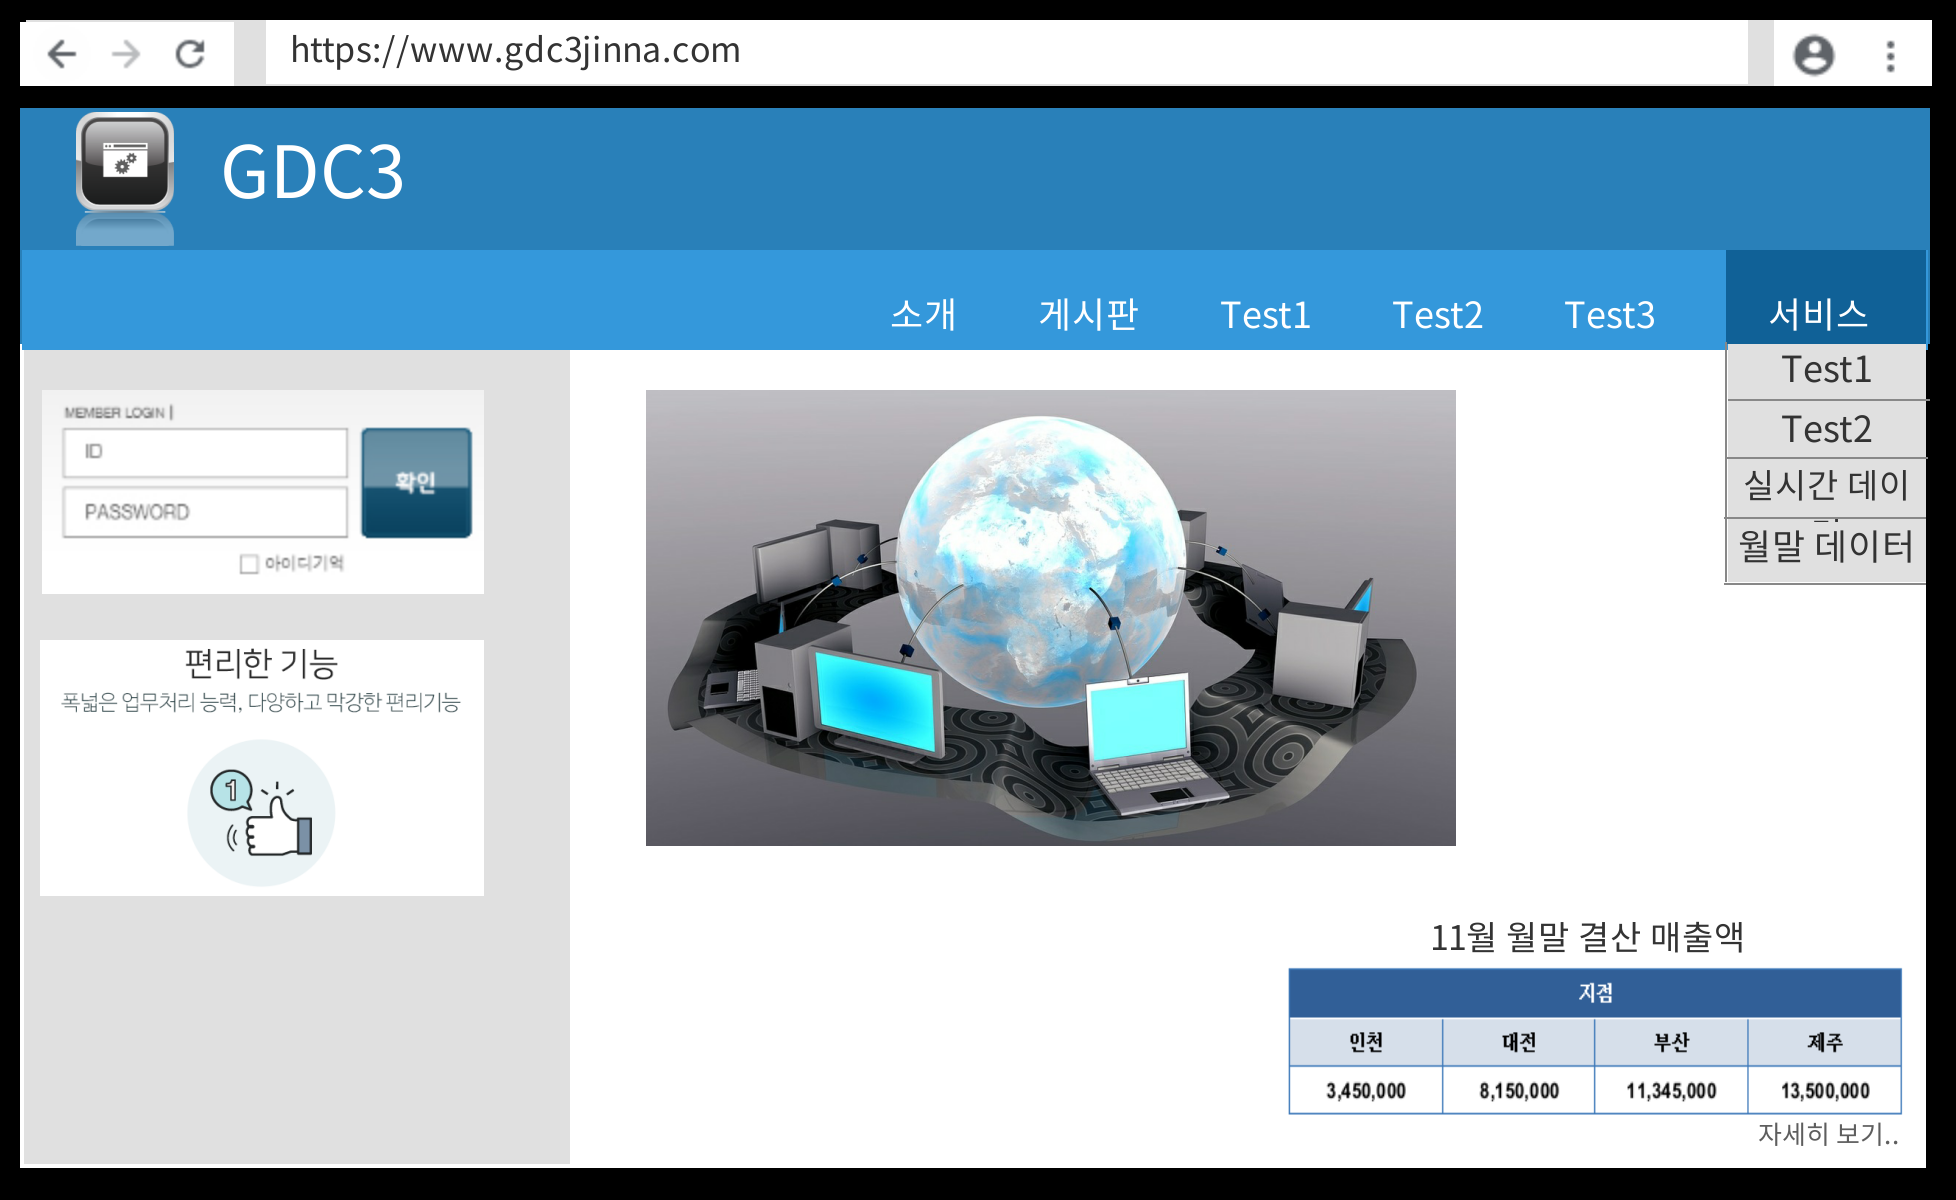 https://www.gdc3jinna.com
GDC3
소개 게시판 Test1 Test2 Test3 서비스
Test1
Test2
실시간 데이
월말 데이터
MEMBER LOGIN
ID
PASSWORD
확인
아이디기억
편리한 기능
폭넓은 업무처리 능력, 다양하고 막강한 편리기능
1
11월 월말 결산 매출액
지점
인천 대전 부산 제주
3,450,000 8,150,000 11,345,000 13,500,000
자세히 보기..